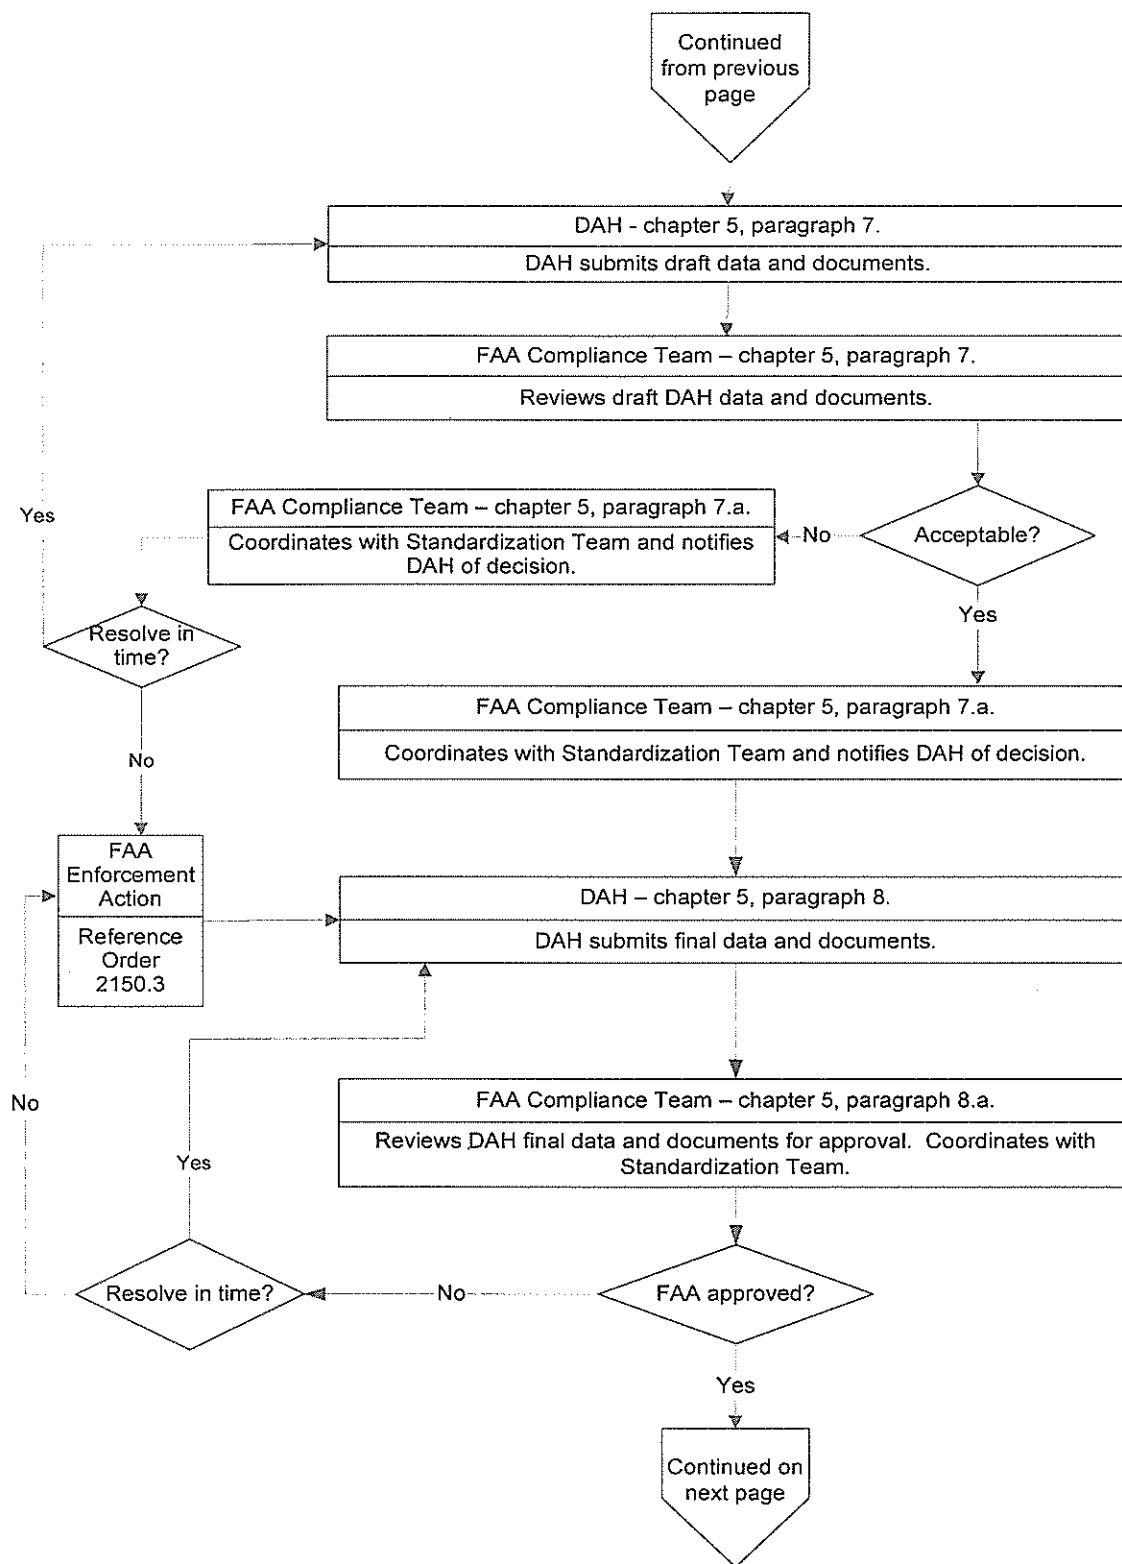 Continued
from previous
page
DAH - chapter 5, paragraph 7.
DAH submits draft data and documents.
FAA Compliance Team – chapter 5, paragraph 7.
Reviews draft DAH data and documents.
Acceptable?
No
FAA Compliance Team – chapter 5, paragraph 7.a.
Coordinates with Standardization Team and notifies
DAH of decision.
Yes
Resolve in
time?
Yes
No
FAA Compliance Team – chapter 5, paragraph 7.a.
Coordinates with Standardization Team and notifies DAH of decision.
FAA
Enforcement
Action
Reference
Order
2150.3
DAH – chapter 5, paragraph 8.
DAH submits final data and documents.
FAA Compliance Team – chapter 5, paragraph 8.a.
Reviews DAH final data and documents for approval. Coordinates with
Standardization Team.
No
Yes
Resolve in time?
No
FAA approved?
Yes
Continued on
next page